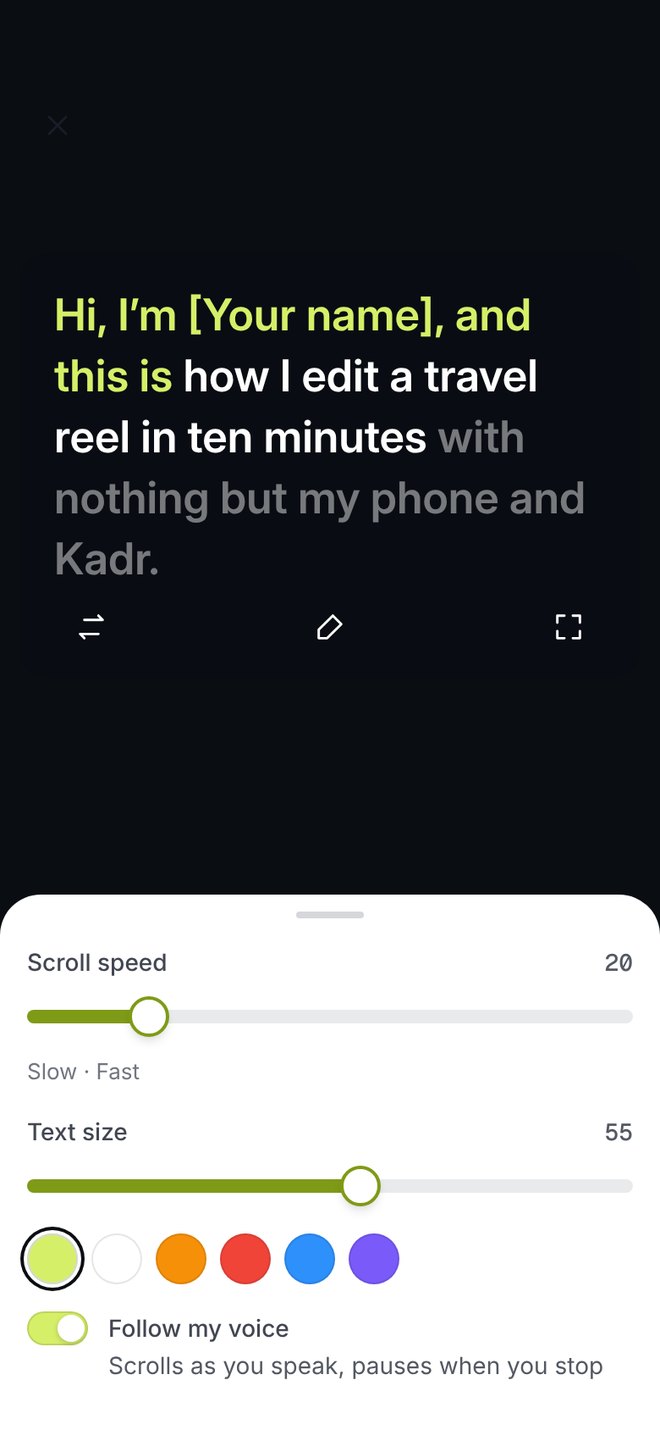 Hi, I’m [Your name], and
this is how I edit a travel
reel in ten minutes with
nothing but my phone and
Kadr.
Scroll speed 20
Slow · Fast
Text size 55
Follow my voice
Scrolls as you speak, pauses when you stop